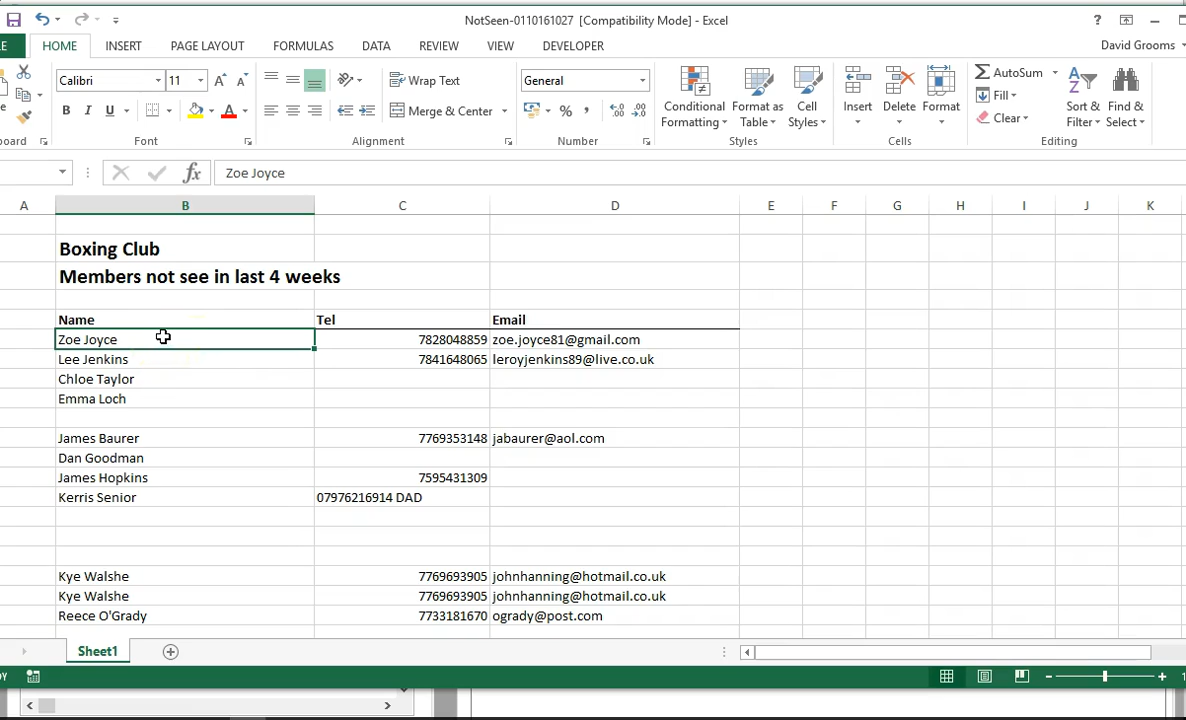 NotSeen-0110161027 [Compatibility Mode] - Excel
?
HOME INSERT PAGE LAYOUT FORMULAS DATA REVIEW VIEW DEVELOPER David Grooms
Calibri 11 A A Wrap Text General AutoSum
B I U A Merge & Center % , Conditional Formatting Format as Table Cell Styles Insert Delete Format Fill Clear Sort & Filter Find & Select
Font Alignment Number Styles Cells Editing
fx Zoe Joyce
A B C D E F G H I J K
Boxing Club
Members not see in last 4 weeks
Name Tel Email
Zoe Joyce 7828048859 zoe.joyce81@gmail.com
Lee Jenkins 7841648065 leroyjenkins89@live.co.uk
Chloe Taylor
Emma Loch
James Baurer 7769353148 jabaurer@aol.com
Dan Goodman
James Hopkins 7595431309
Kerris Senior 07976216914 DAD
Kye Walshe 7769693905 johnhanning@hotmail.co.uk
Kye Walshe 7769693905 johnhanning@hotmail.co.uk
Reece O'Grady 7733181670 ogrady@post.com
Sheet1